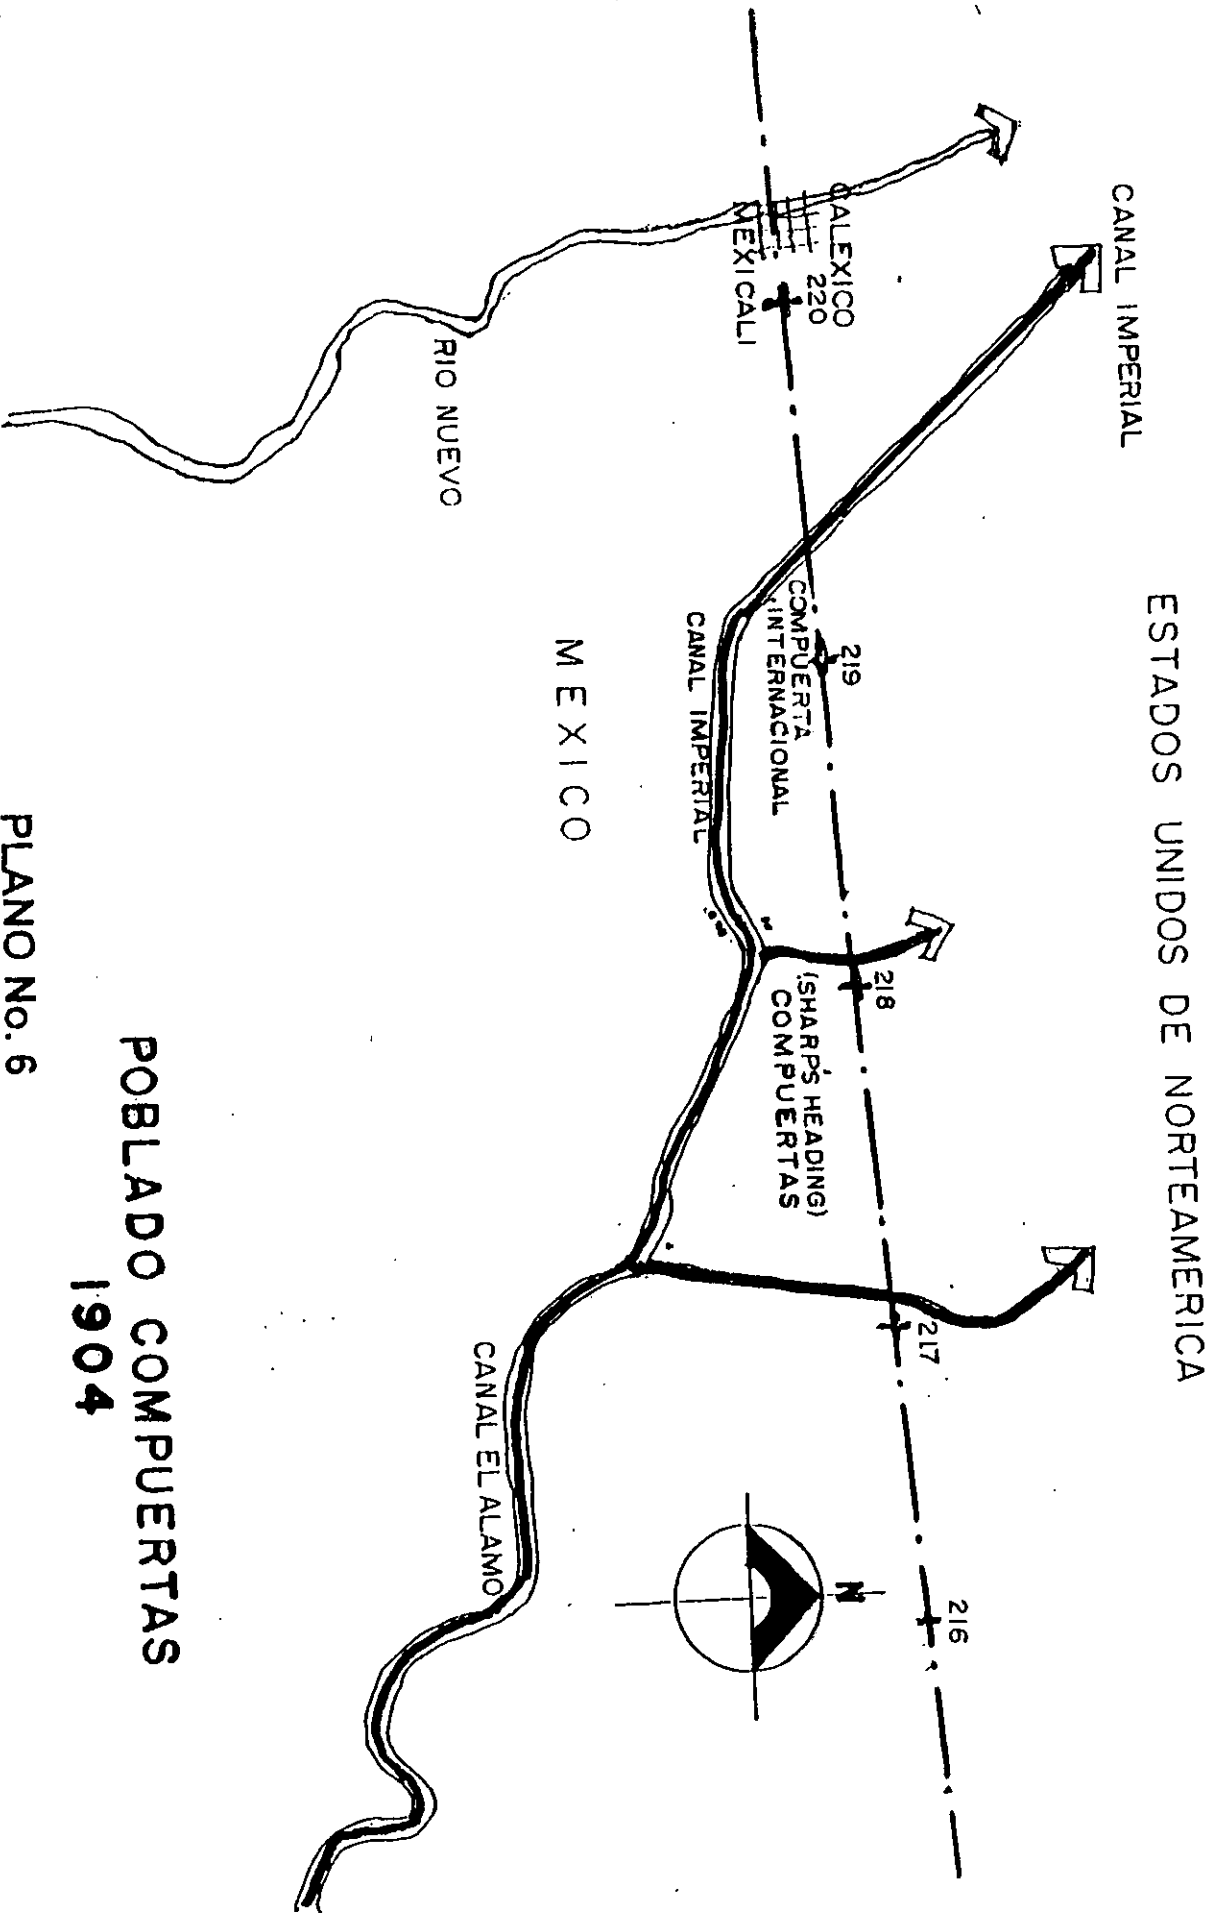 ESTADOS UNIDOS DE NORTEAMERICA
CANAL IMPERIAL
CALEXICO
220
MEXICALI
219
218
217
216
COMPUERTA
INTERNACIONAL
(SHARP'S HEADING)
COMPUERTAS
N
CANAL IMPERIAL
RIO NUEVO
MEXICO
CANAL EL ALAMO
POBLADO COMPUERTAS
1904
PLANO No. 6